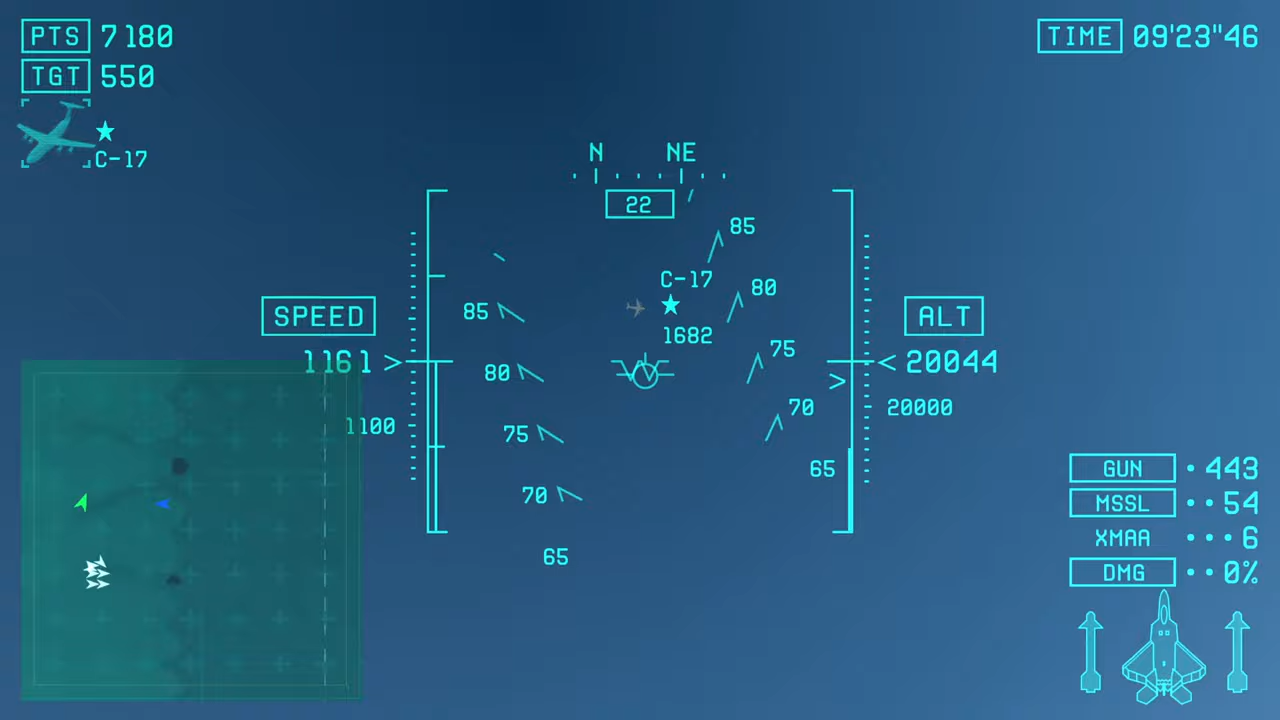 PTS 7180
TIME 09'23"46
TGT 550
C-17
N NE
22
85
C-17
80
85
SPEED
ALT
1682
75
1161 > < 20044
80
70
20000
1100
75
65
GUN 443
70
MSSL 54
XMAA 6
65
DMG 0%